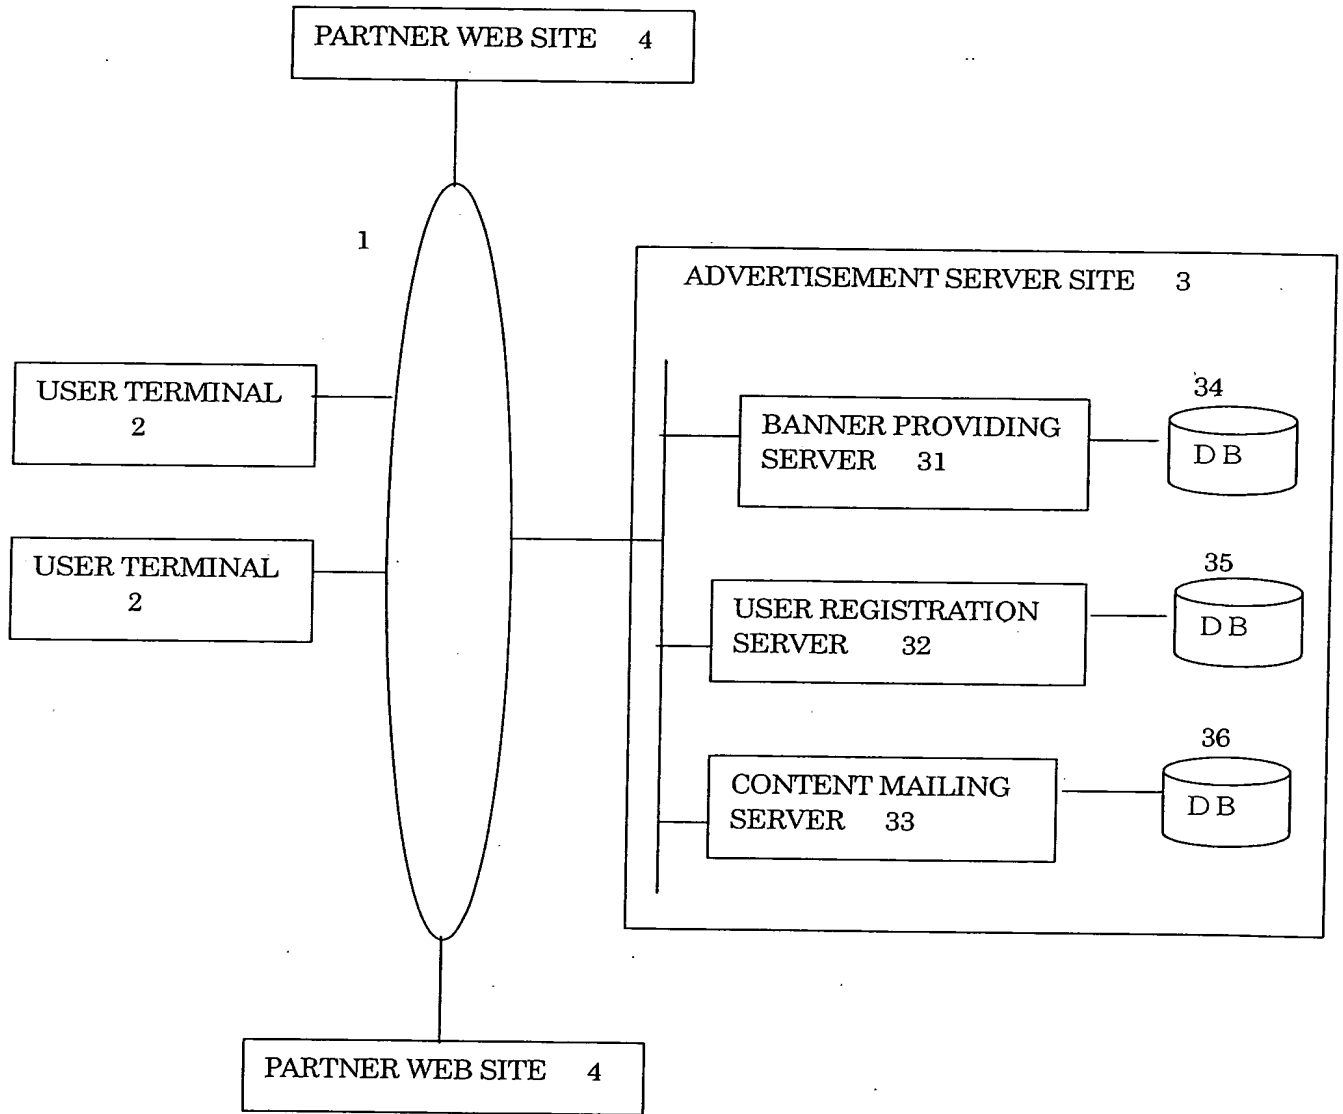 PARTNER WEB SITE 4
1
ADVERTISEMENT SERVER SITE 3
USER TERMINAL
2
34
BANNER PROVIDING
SERVER 31
DB
USER TERMINAL
2
35
USER REGISTRATION
SERVER 32
DB
36
CONTENT MAILING
SERVER 33
DB
PARTNER WEB SITE 4